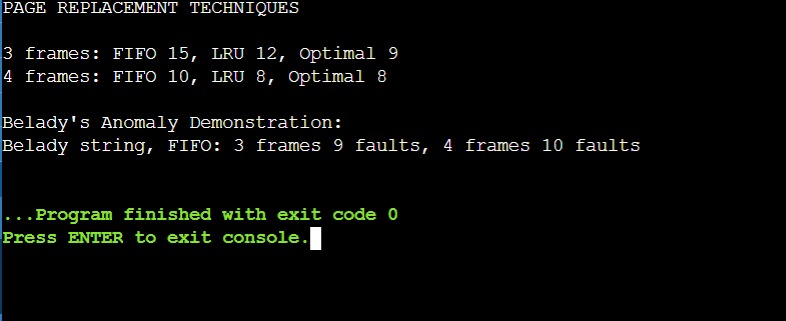 PAGE REPLACEMENT TECHNIQUES
3 frames: FIFO 15, LRU 12, Optimal 9
4 frames: FIFO 10, LRU 8, Optimal 8
Belady's Anomaly Demonstration:
Belady string, FIFO: 3 frames 9 faults, 4 frames 10 faults
...Program finished with exit code 0
Press ENTER to exit console.